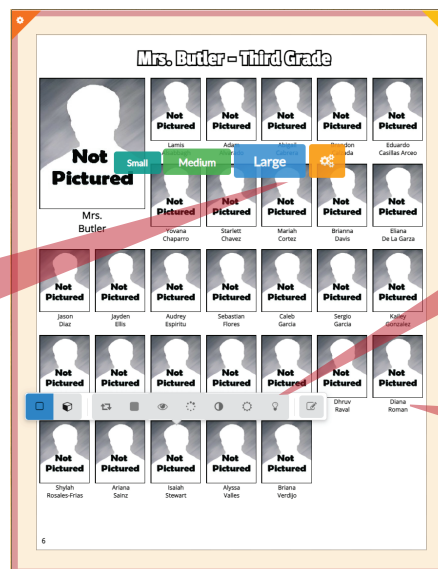 Mrs. Butler - Third Grade
Not Pictured
Mrs. Butler
Not Pictured
Lamis
Not Pictured
Adam
Not Pictured
Not Pictured
Not Pictured
Eduardo Casillas Arceo
Small
Medium
Large
Not Pictured
Yovana Chaparro
Not Pictured
Starlett Chavez
Not Pictured
Mariah Cortez
Not Pictured
Brianna Davis
Not Pictured
Eliana De La Garza
Not Pictured
Jason Diaz
Not Pictured
Jayden Ellis
Not Pictured
Audrey Espiritu
Not Pictured
Sebastian Flores
Not Pictured
Caleb Garcia
Not Pictured
Sergio Garcia
Not Pictured
Kailey Gonzalez
Not Pictured
Not Pictured
Not Pictured
Not Pictured
Not Pictured
Not Pictured
Dhruv Raval
Not Pictured
Diana Roman
Not Pictured
Shylah Rosales-Frias
Not Pictured
Ariana Sainz
Not Pictured
Isaiah Stewart
Not Pictured
Alyssa Valles
Not Pictured
Briana Verdijo
6